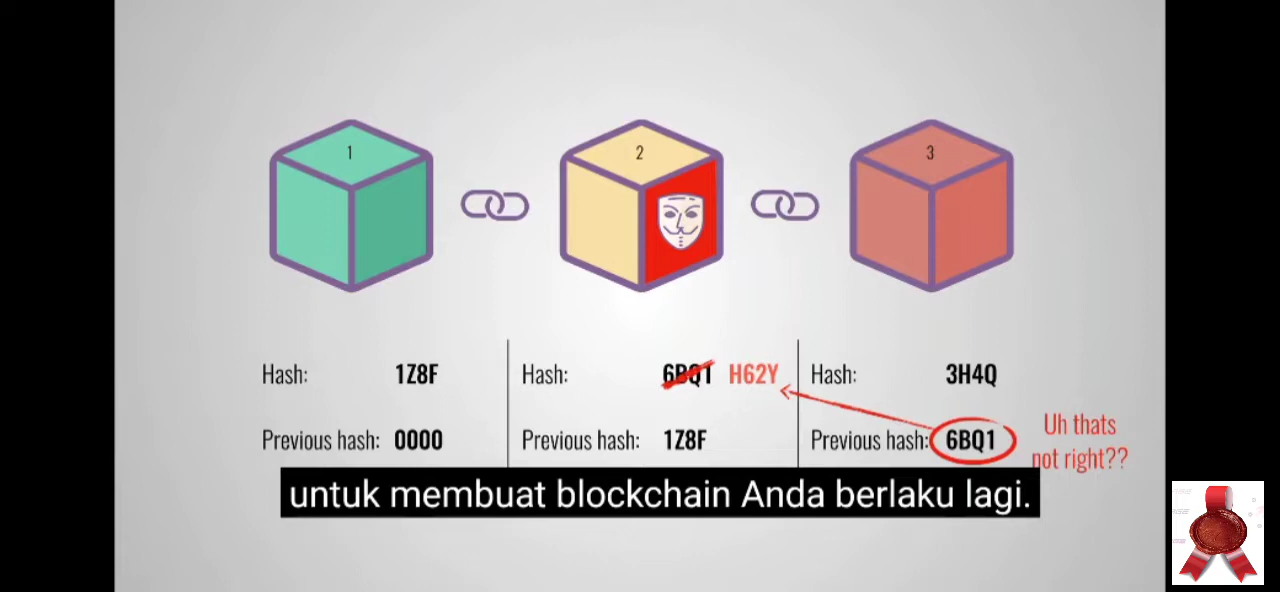 1
2
3
Hash: 1Z8F
Previous hash: 0000
Hash: 6BQ1 H62Y
Previous hash: 1Z8F
Hash: 3H4Q
Previous hash: 6BQ1
Uh thats
not right??
untuk membuat blockchain Anda berlaku lagi.